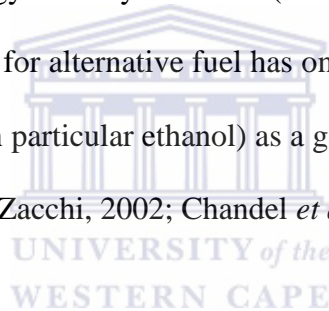 for alternative fuel has on
n particular ethanol) as a g
Zacchi, 2002; Chandel et a
UNIVERSITY of the
WESTERN CAPE